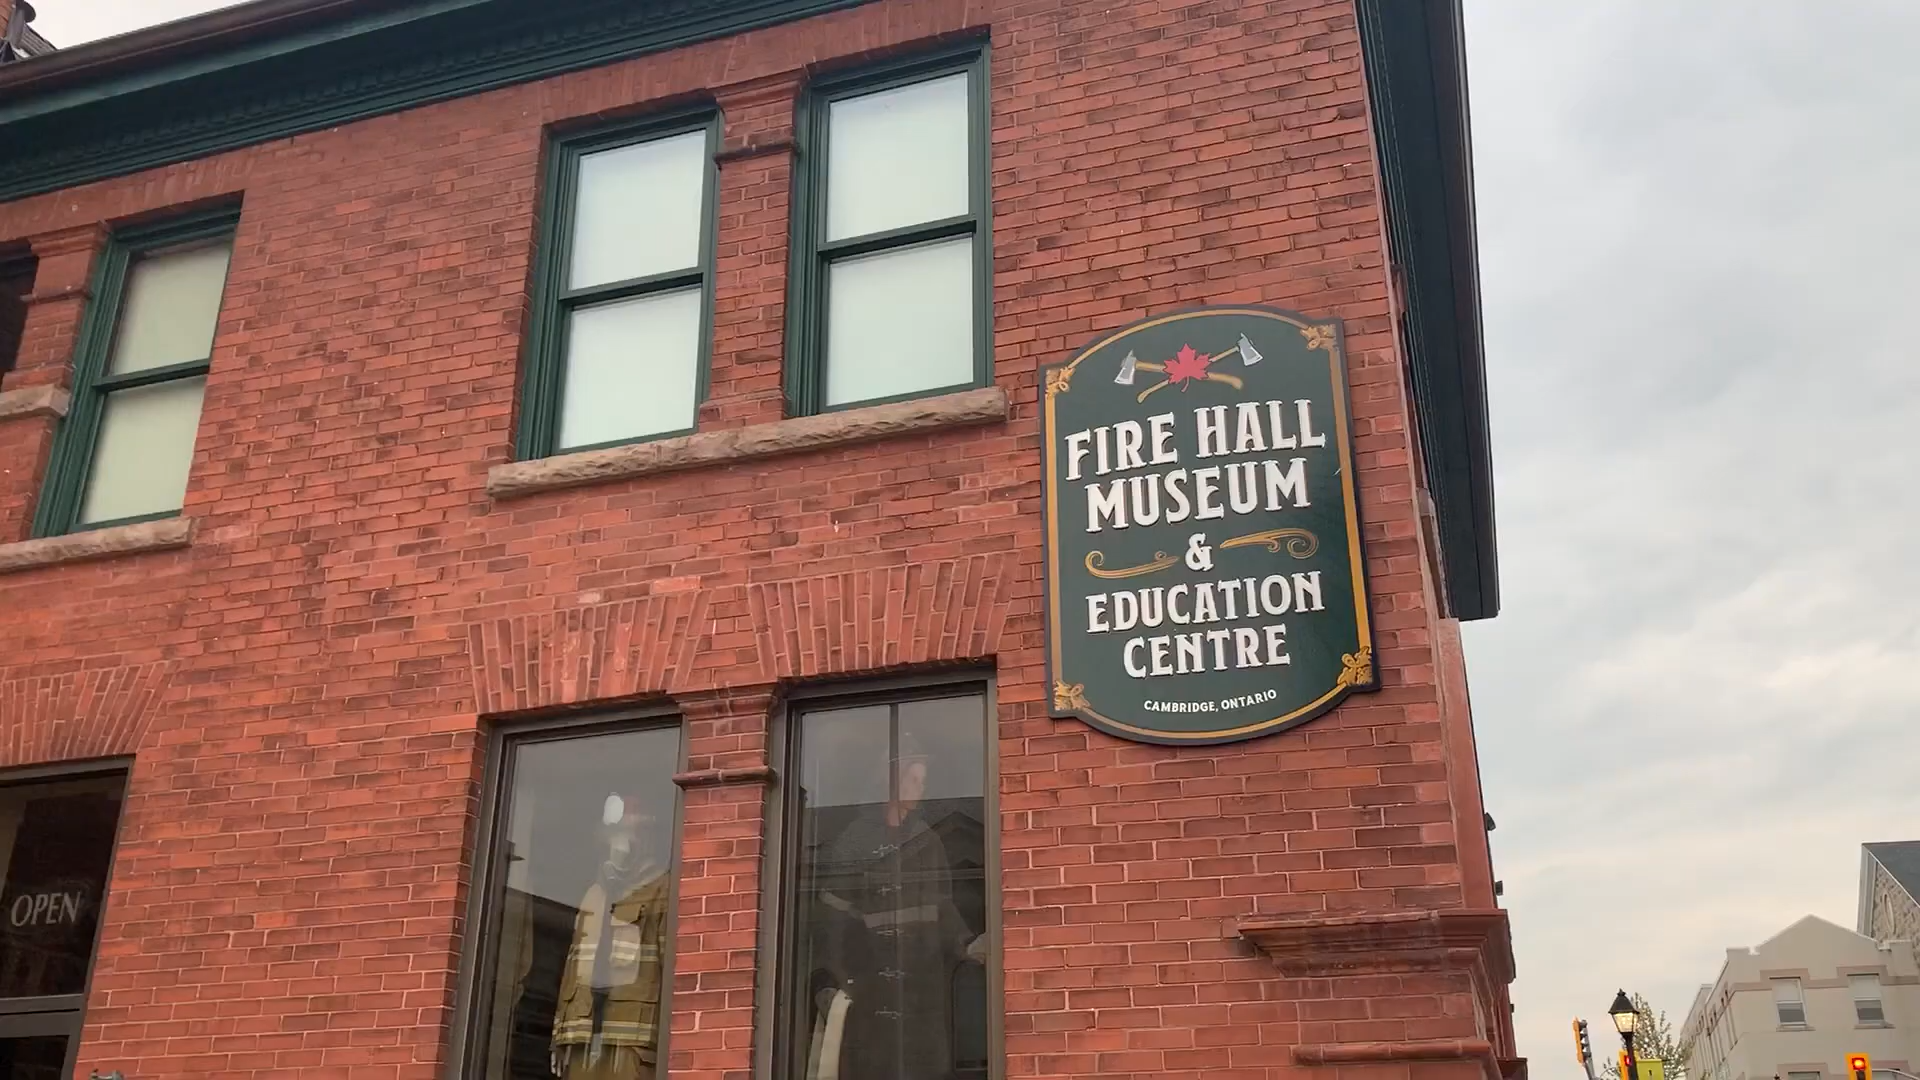 FIRE HALL
MUSEUM
&
EDUCATION
CENTRE
CAMBRIDGE, ONTARIO
OPEN